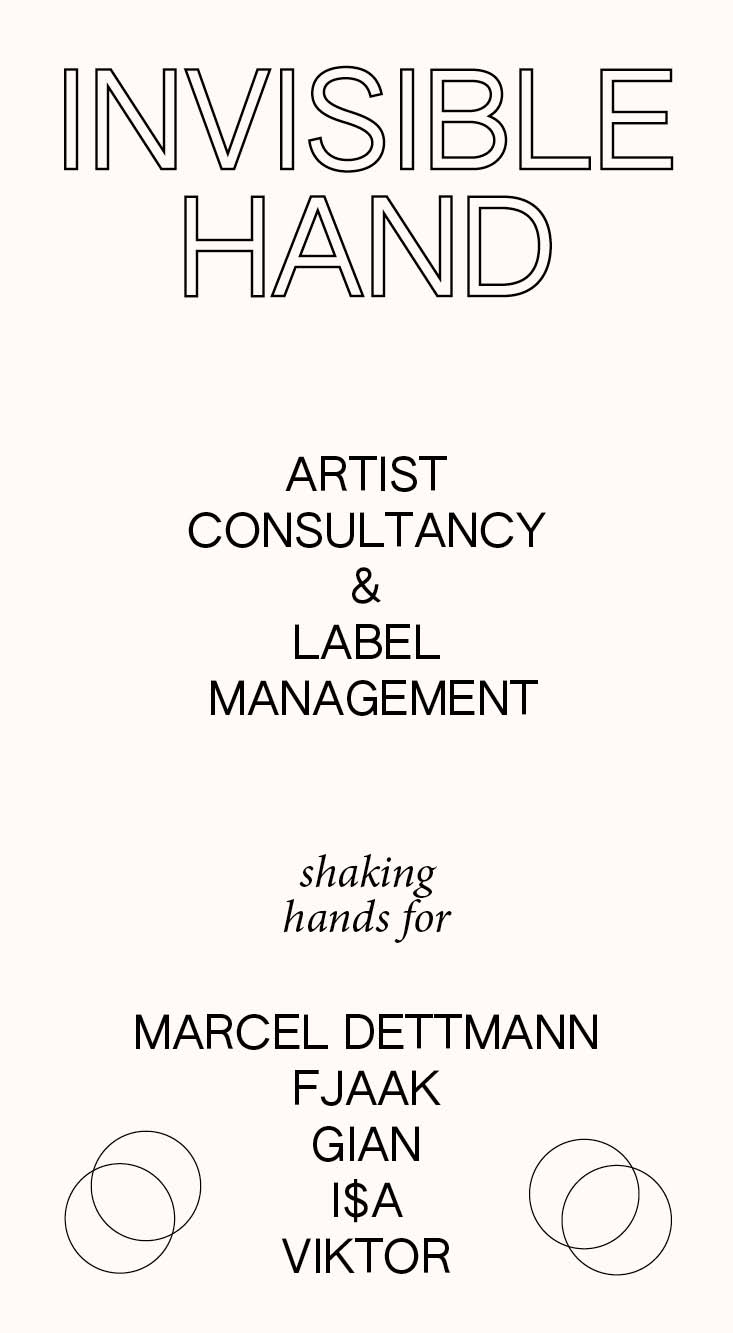 INVISIBLE
HAND
ARTIST
CONSULTANCY
&
LABEL
MANAGEMENT
shaking
hands for
MARCEL DETTMANN
FJAAK
GIAN
I$A
VIKTOR